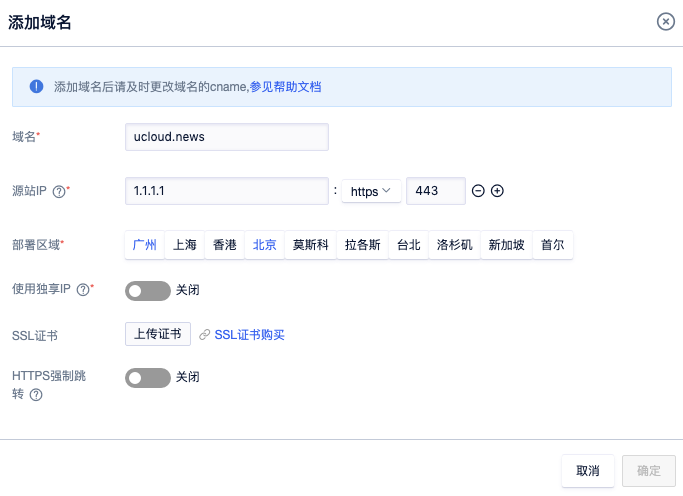 添加域名
添加域名后请及时更改域名的cname,参见帮助文档
域名* ucloud.news
源站IP * 1.1.1.1 : https 443
部署区域* 广州 上海 香港 北京 莫斯科 拉各斯 台北 洛杉矶 新加坡 首尔
使用独享IP * 关闭
SSL证书 上传证书 SSL证书购买
HTTPS强制跳 关闭
转
取消 确定